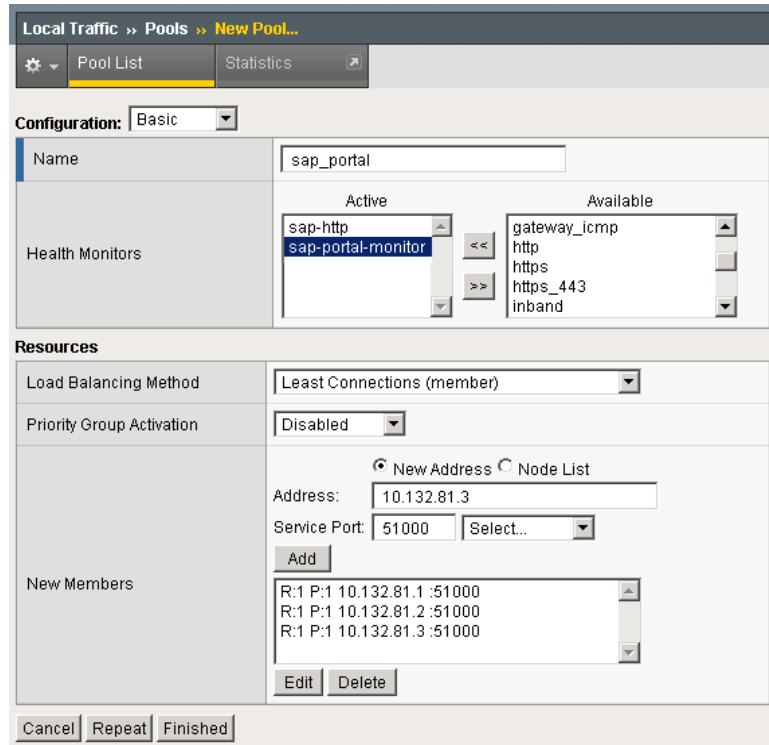 Local Traffic » Pools » New Pool...
Pool List Statistics
Configuration: Basic
Name sap_portal
Active Available
Health Monitors
sap-http
sap-portal-monitor
<<
>>
gateway_icmp
http
https
https_443
inband
Resources
Load Balancing Method Least Connections (member)
Priority Group Activation Disabled
New Members
New Address Node List
Address: 10.132.81.3
Service Port: 51000 Select...
Add
R:1 P:1 10.132.81.1 :51000
R:1 P:1 10.132.81.2 :51000
R:1 P:1 10.132.81.3 :51000
Edit Delete
Cancel Repeat Finished